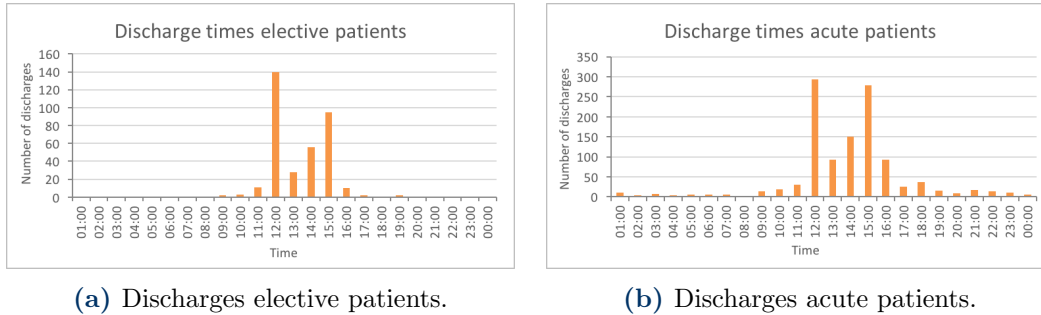 Discharge times elective patients
Number of discharges
160
140
120
100
80
60
40
20
0
01:00 02:00 03:00 04:00 05:00 06:00 07:00 08:00 09:00 10:00 11:00 12:00 13:00 14:00 15:00 16:00 17:00 18:00 19:00 20:00 21:00 22:00 23:00 00:00
Time
(a) Discharges elective patients.
Discharge times acute patients
Number of discharges
350
300
250
200
150
100
50
0
01:00 02:00 03:00 04:00 05:00 06:00 07:00 08:00 09:00 10:00 11:00 12:00 13:00 14:00 15:00 16:00 17:00 18:00 19:00 20:00 21:00 22:00 23:00 00:00
Time
(b) Discharges acute patients.